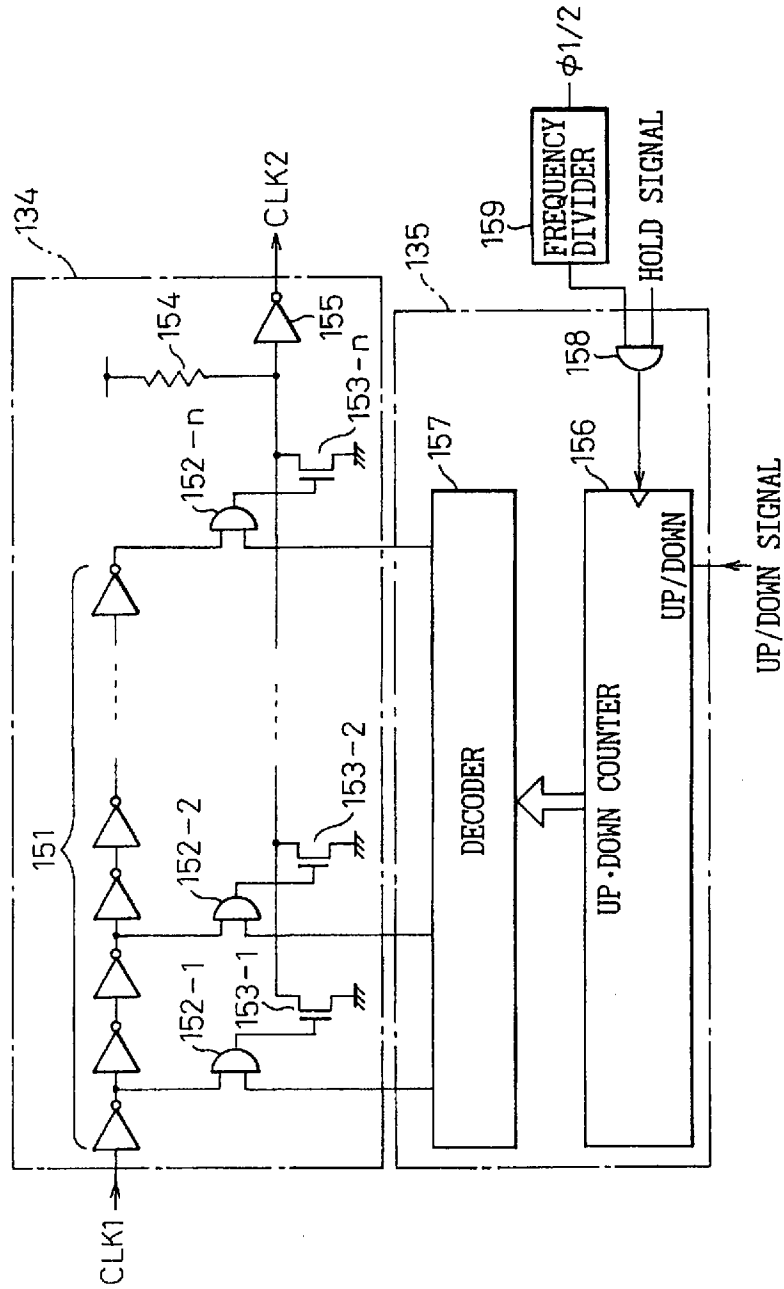 134
CLK1
151
152-1
153-1
152-2
153-2
152-n
153-n
154
155
CLK2
135
157
DECODER
156
UP·DOWN COUNTER
UP/DOWN
UP/DOWN SIGNAL
158
HOLD SIGNAL
159
FREQUENCY
DIVIDER
φ1/2